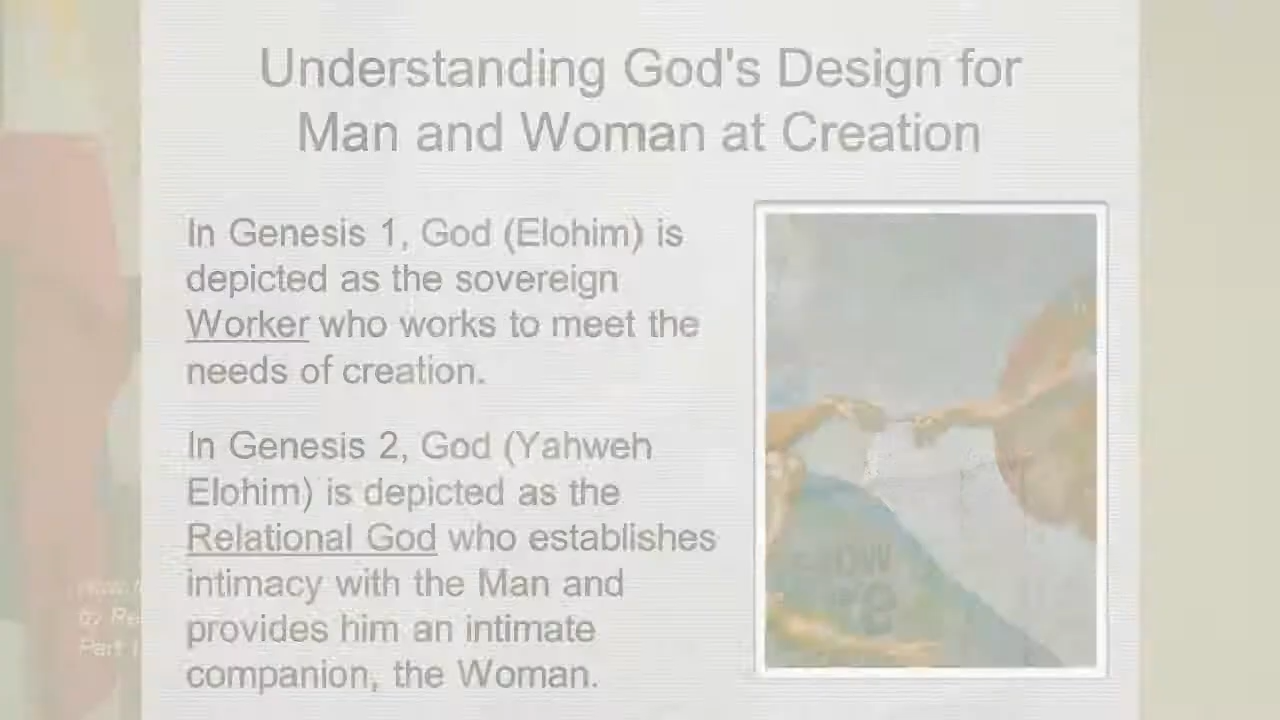 Understanding God's Design for
Man and Woman at Creation
In Genesis 1, God (Elohim) is
depicted as the sovereign
Worker who works to meet the
needs of creation.
In Genesis 2, God (Yahweh
Elohim) is depicted as the
Relational God who establishes
intimacy with the Man and
provides him an intimate
companion, the Woman.
by
Part